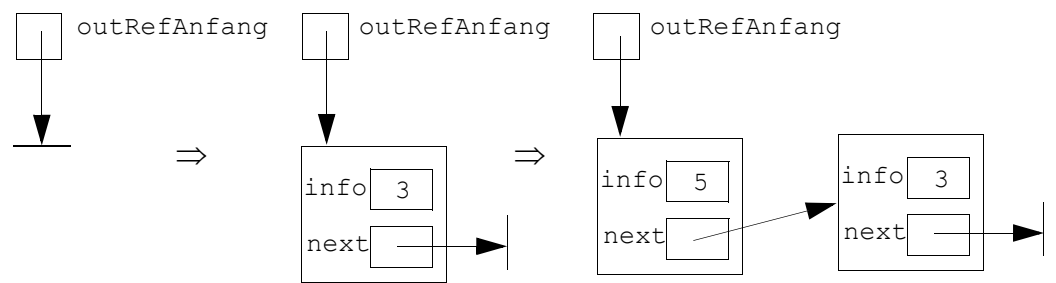 outRefAnfang outRefAnfang outRefAnfang
⇒ ⇒
info 3 info 5 info 3
next next next